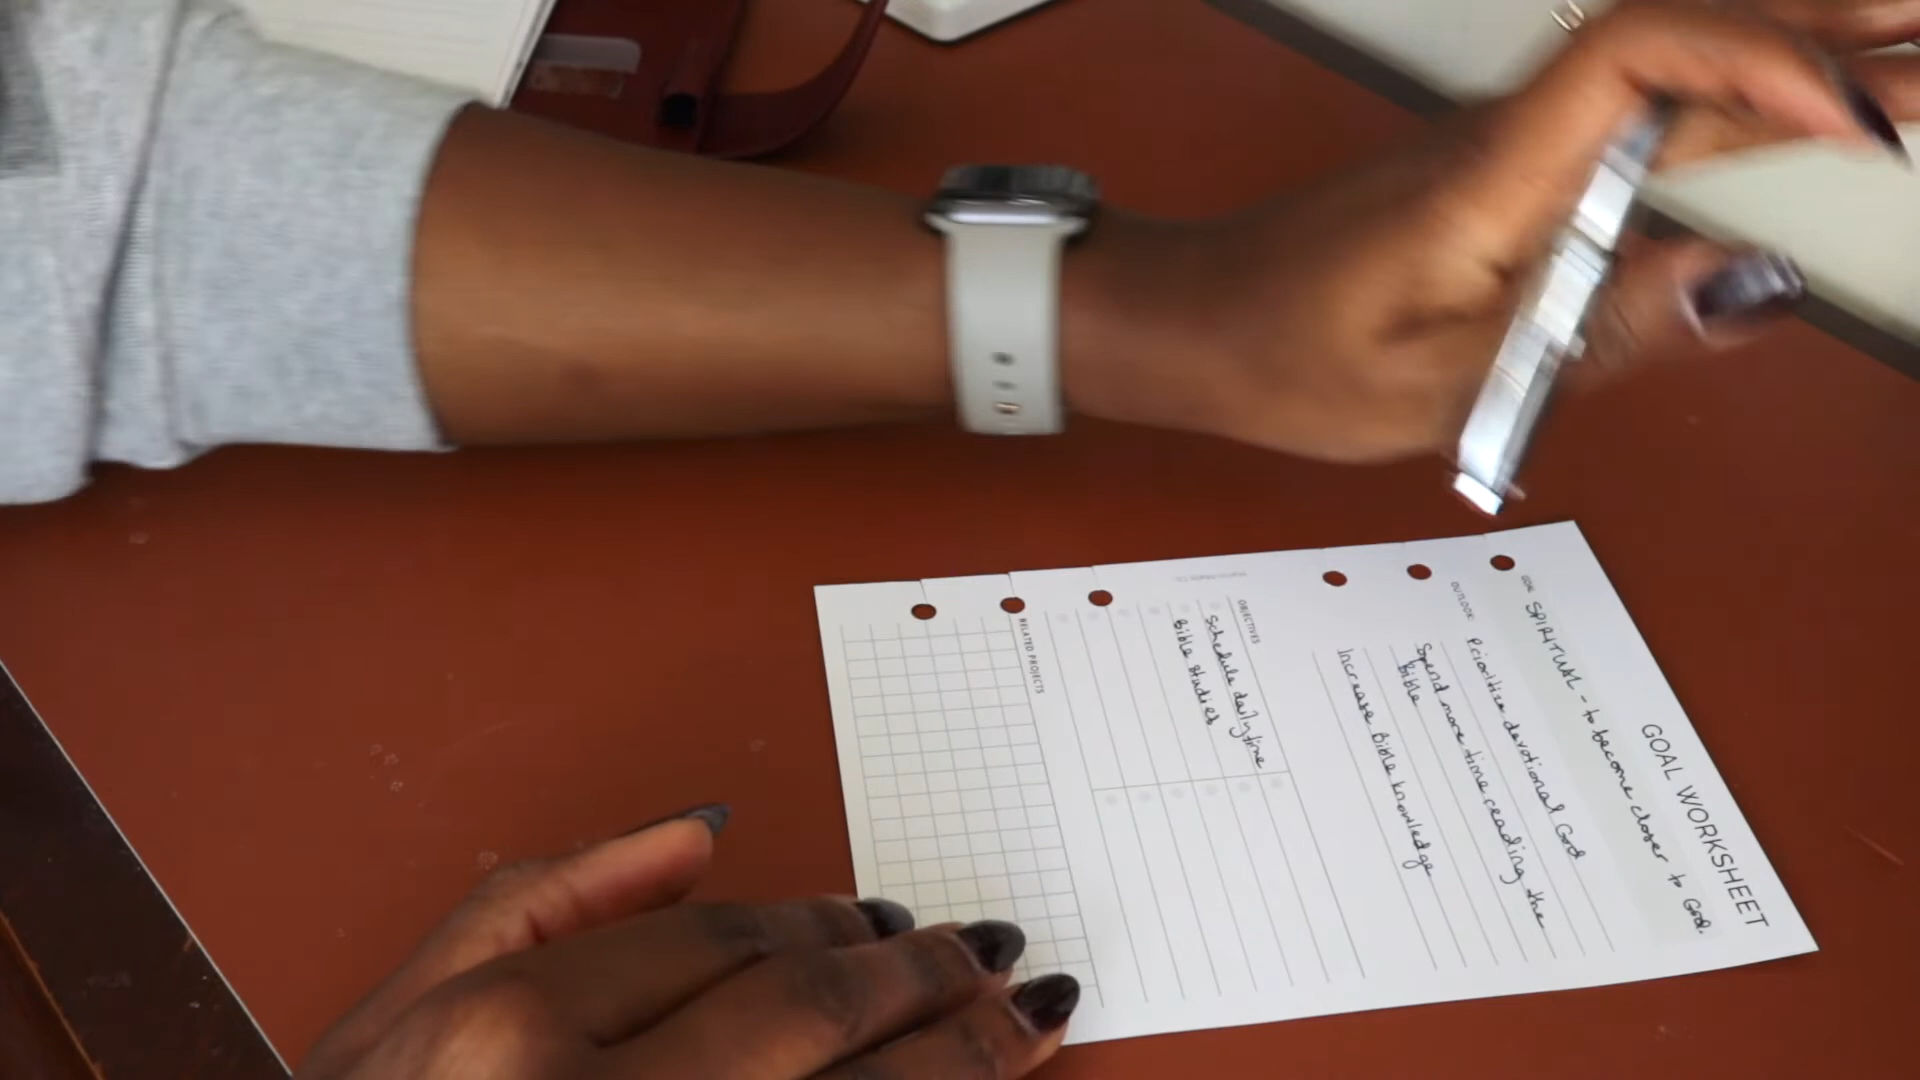 GOAL WORKSHEET
GOAL: SPIRITUAL - to become closer to God.
OUTLOOK: Prioritize devotional God
Spend more time reading the
Bible
Increase Bible knowledge
OBJECTIVES
Schedule daily time
Bible studies
RELATED PROJECTS